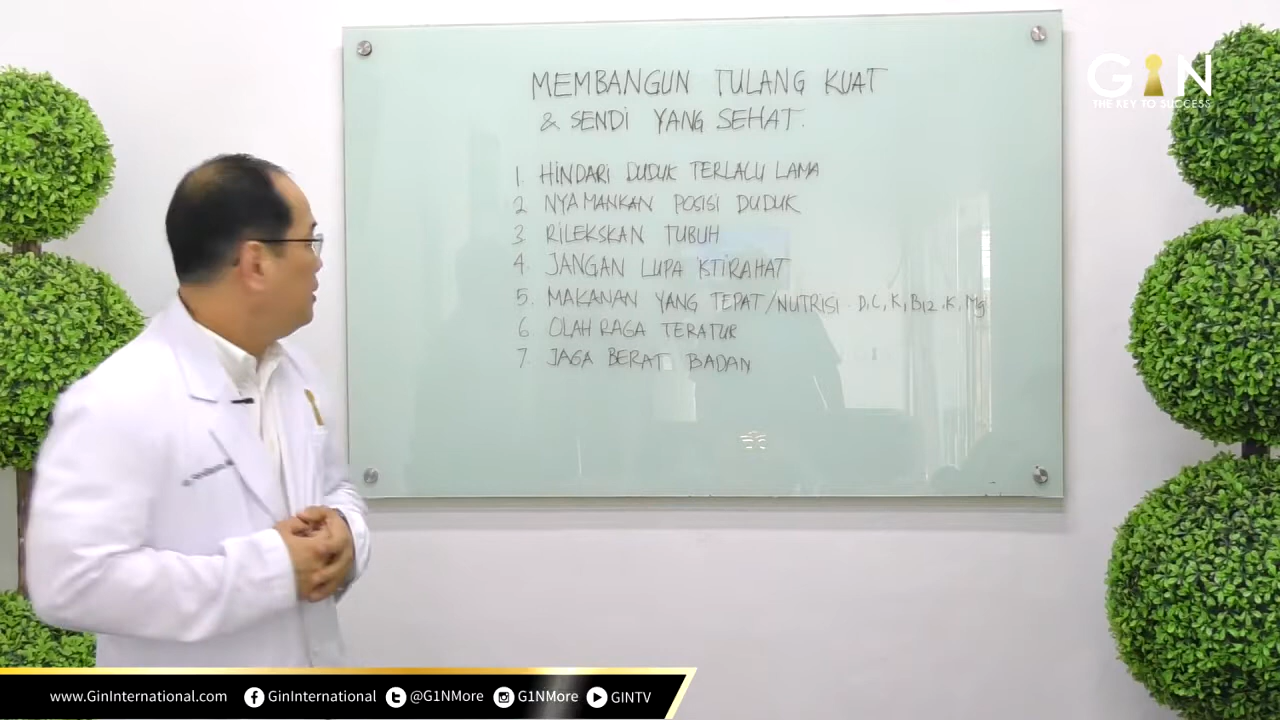 MEMBANGUN TULANG KUAT
& SENDI YANG SEHAT.
1. HINDARI DUDUK TERLALU LAMA
2 NYAMANKAN POSISI DUDUK
3 RILEKSKAN TUBUH
4 JANGAN LUPA ISTIRAHAT
5. MAKANAN YANG TEPAT/NUTRISI. D,C, K, B12.K, Mg
6 OLAH RAGA TERATUR
7 JAGA BERAT BADAN
G1N
THE KEY TO SUCCESS
www.GinInternational.com GinInternational @G1NMore G1NMore GINTV